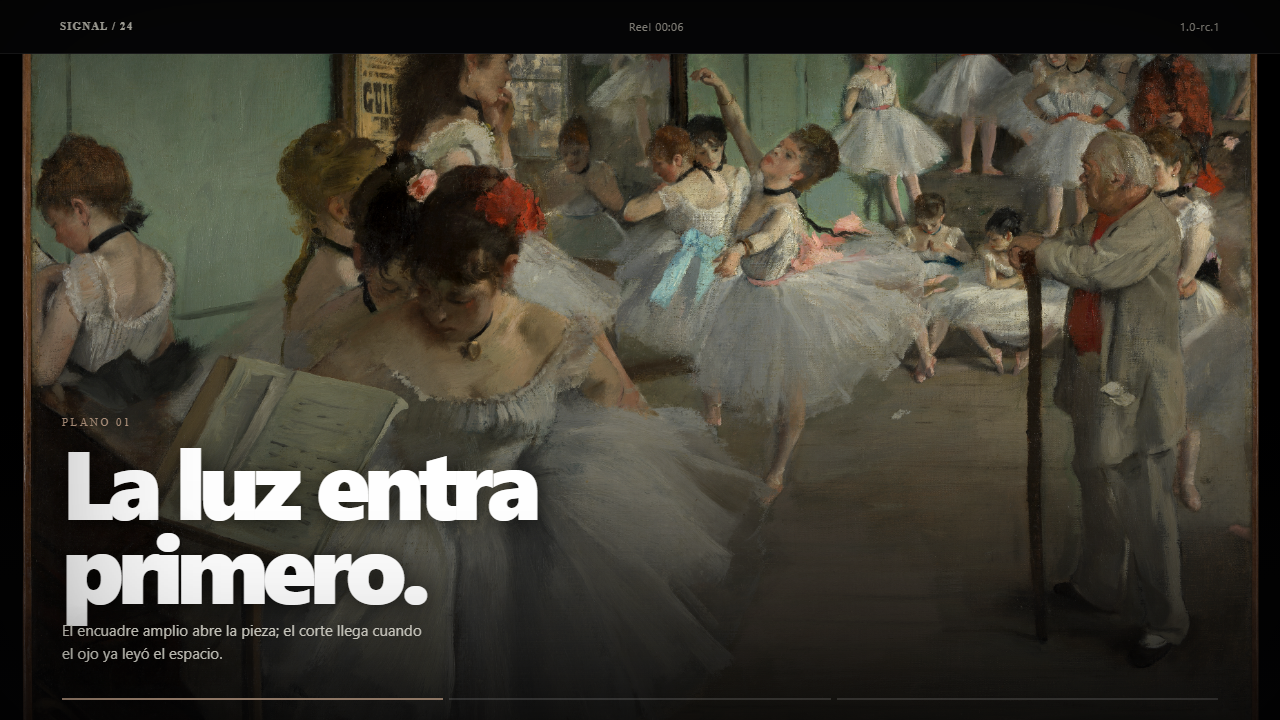 SIGNAL / 24
Reel 00:06
1.0-rc.1
GUI
PLANO 01
La luz entra
primero.
El encuadre amplio abre la pieza; el corte llega cuando
el ojo ya leyó el espacio.